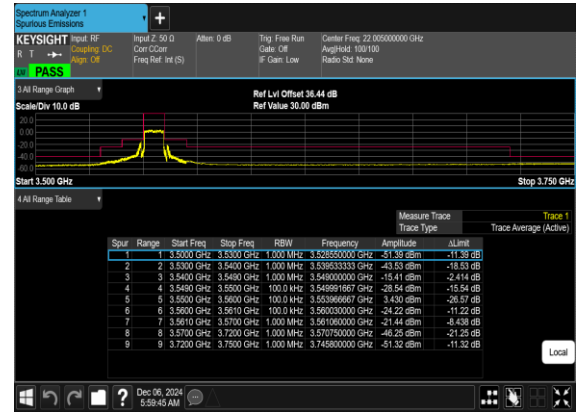 Spectrum Analyzer 1
Spurious Emissions
+
KEYSIGHT Input: RF Input Z: 50 Ω Atten: 0 dB Trig: Free Run Center Freq: 22.005000000 GHz
R T Coupling: DC Corr CCorr Gate: Off Avg|Hold: 100/100
Align: Off Freq Ref: Int (S) IF Gain: Low Radio Std: None
PASS
3 All Range Graph Ref Lvl Offset 36.44 dB
Scale/Div 10.0 dB Ref Value 30.00 dBm
20.0
0.00
-20.0
-40.0
-60.0
Start 3.500 GHz Stop 3.750 GHz
4 All Range Table
Measure Trace Trace 1
Trace Type Trace Average (Active)
Spur Range Start Freq Stop Freq RBW Frequency Amplitude ΔLimit
1 1 3.5000 GHz 3.5300 GHz 1.000 MHz 3.528550000 GHz -51.39 dBm -11.39 dB
2 2 3.5300 GHz 3.5400 GHz 1.000 MHz 3.539533333 GHz -43.53 dBm -18.53 dB
3 3 3.5400 GHz 3.5490 GHz 1.000 MHz 3.549000000 GHz -15.41 dBm -2.414 dB
4 4 3.5490 GHz 3.5500 GHz 100.0 kHz 3.549991667 GHz -28.54 dBm -15.54 dB
5 5 3.5500 GHz 3.5600 GHz 100.0 kHz 3.553966667 GHz 3.430 dBm -26.57 dB
6 6 3.5600 GHz 3.5610 GHz 100.0 kHz 3.560030000 GHz -24.22 dBm -11.22 dB
7 7 3.5610 GHz 3.5700 GHz 1.000 MHz 3.561060000 GHz -21.44 dBm -8.438 dB
8 8 3.5700 GHz 3.7200 GHz 1.000 MHz 3.570750000 GHz -46.25 dBm -21.25 dB
9 9 3.7200 GHz 3.7500 GHz 1.000 MHz 3.745800000 GHz -51.32 dBm -11.32 dB
Local
? Dec 06, 2024
5:59:45 AM